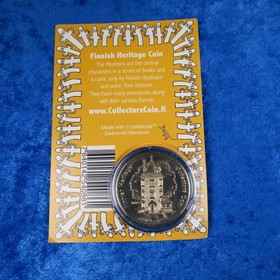 Finnish Heritage Coin
The Moomins are the central
characters in a series of books and
a comic strip by Finnish illustrator
and writer Tove Jansson.
They have many adventures along
with their various friends.
www.CollectorsCoin.fi
Made with Crystallized™
Swarovski Elements